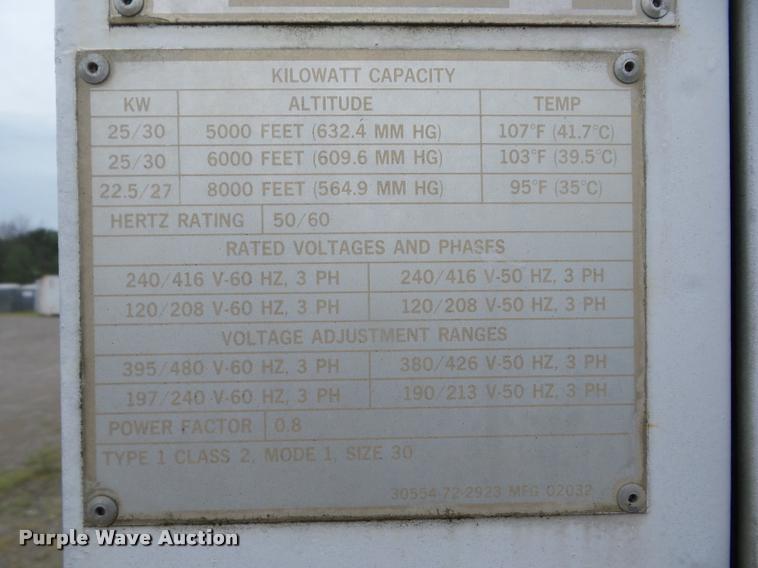 KILOWATT CAPACITY
KW ALTITUDE TEMP
25/30 5000 FEET (632.4 MM HG) 107°F (41.7°C)
25/30 6000 FEET (609.6 MM HG) 103°F (39.5°C)
22.5/27 8000 FEET (564.9 MM HG) 95°F (35°C)
HERTZ RATING 50/60
RATED VOLTAGES AND PHASFS
240/416 V-60 HZ, 3 PH 240/416 V-50 HZ, 3 PH
120/208 V-60 HZ, 3 PH 120/208 V-50 HZ, 3 PH
VOLTAGE ADJUSTMENT RANGES
395/480 V-60 HZ, 3 PH 380/426 V-50 HZ, 3 PH
197/240 V-60 HZ, 3 PH 190/213 V-50 HZ, 3 PH
POWER FACTOR 0.8
TYPE 1 CLASS 2, MODE 1, SIZE 30
30554-72-2923 MFG 02032
Purple Wave Auction